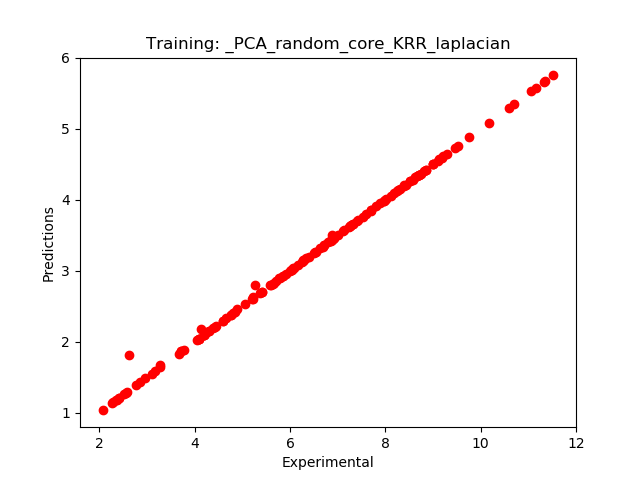 Training: _PCA_random_core_KRR_laplacian
6
5
4
3
2
1
Predictions
2 4 6 8 10 12
Experimental